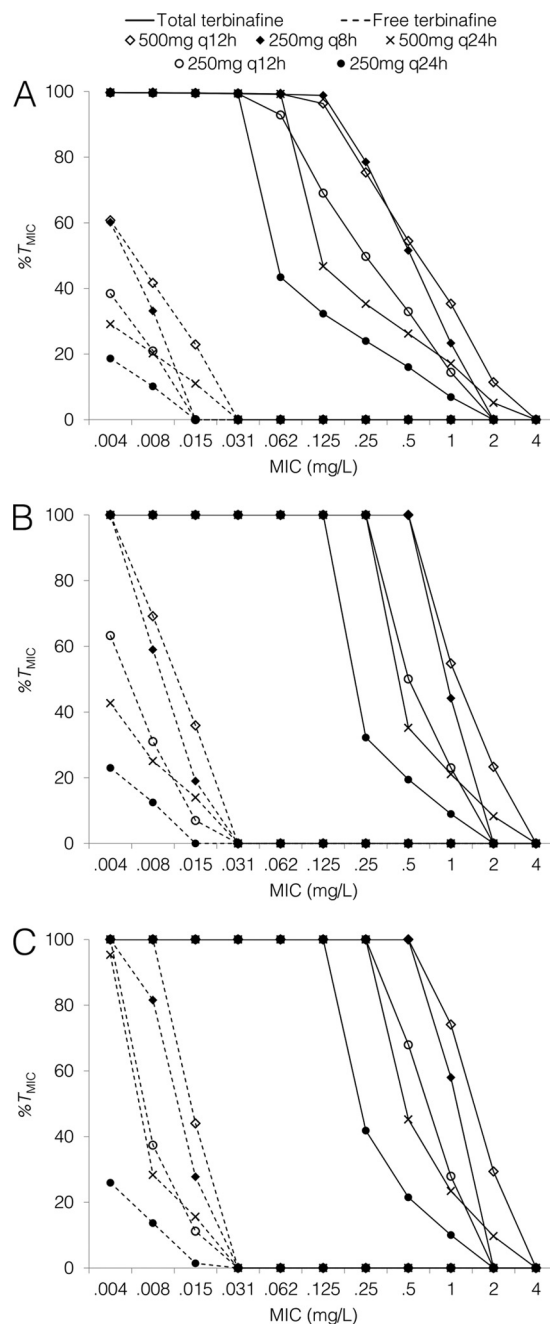 Total terbinafine Free terbinafine
500mg q12h 250mg q8h 500mg q24h
250mg q12h 250mg q24h
A
100
80
60
40
20
0
%TMIC
.004 .008 .015 .031 .062 .125 .25 .5 1 2 4
MIC (mg/L)
B
100
80
60
40
20
0
%TMIC
.004 .008 .015 .031 .062 .125 .25 .5 1 2 4
MIC (mg/L)
C
100
80
60
40
20
0
%TMIC
.004 .008 .015 .031 .062 .125 .25 .5 1 2 4
MIC (mg/L)